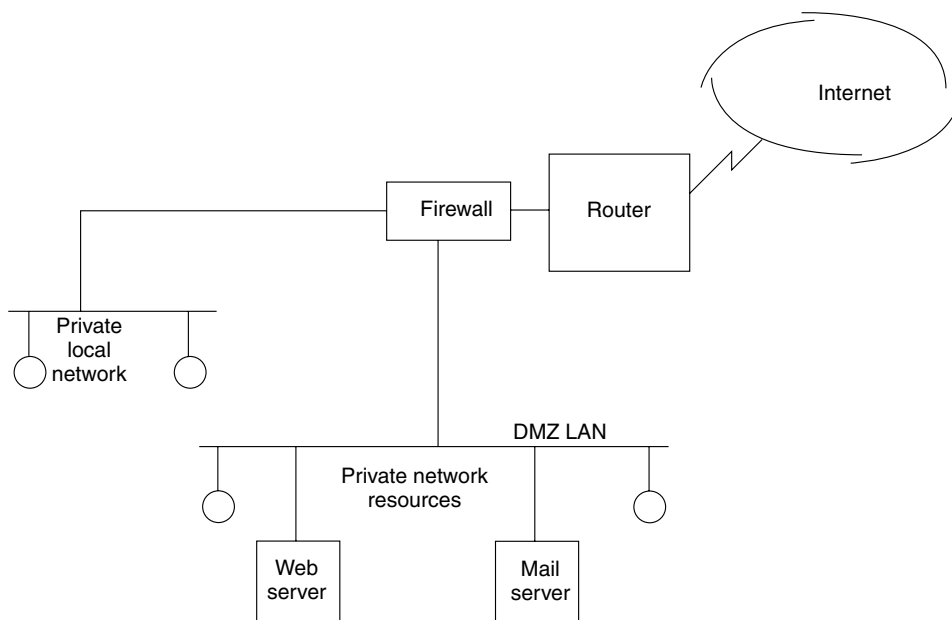 Internet
Firewall
Router
Private
local
network
DMZ LAN
Private network
resources
Web
server
Mail
server